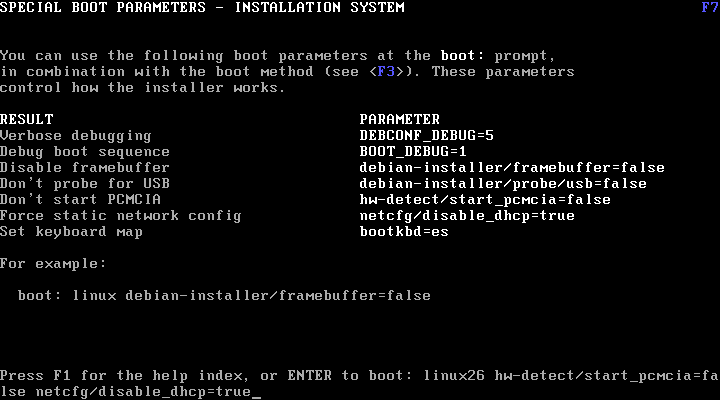 SPECIAL BOOT PARAMETERS - INSTALLATION SYSTEM F7
You can use the following boot parameters at the boot: prompt,
in combination with the boot method (see <F3>). These parameters
control how the installer works.
RESULT PARAMETER
Verbose debugging DEBCONF_DEBUG=5
Debug boot sequence BOOT_DEBUG=1
Disable framebuffer debian-installer/framebuffer=false
Don't probe for USB debian-installer/probe/usb=false
Don't start PCMCIA hw-detect/start_pcmcia=false
Force static network config netcfg/disable_dhcp=true
Set keyboard map bootkbd=es
For example:
boot: linux debian-installer/framebuffer=false
Press F1 for the help index, or ENTER to boot: linux26 hw-detect/start_pcmcia=fa
lse netcfg/disable_dhcp=true_